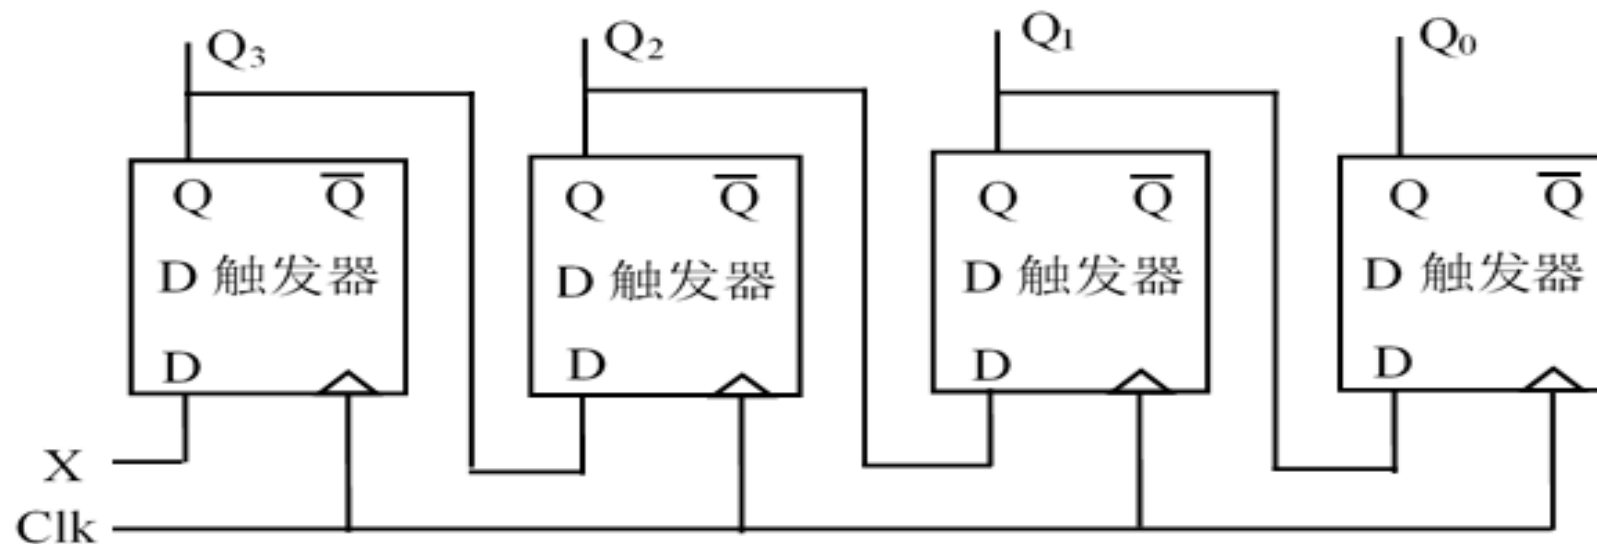 Q3 Q2 Q1 Q0
Q Q̅ Q Q̅ Q Q̅ Q Q̅
D 触发器 D 触发器 D 触发器 D 触发器
D D D D
X
Clk